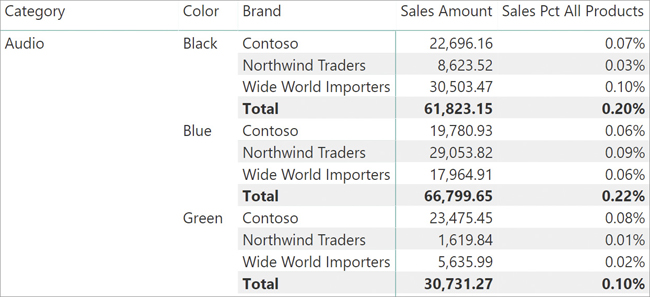 Category Color Brand Sales Amount Sales Pct All Products
Audio Black Contoso 22,696.16 0.07%
Northwind Traders 8,623.52 0.03%
Wide World Importers 30,503.47 0.10%
Total 61,823.15 0.20%
Blue Contoso 19,780.93 0.06%
Northwind Traders 29,053.82 0.09%
Wide World Importers 17,964.91 0.06%
Total 66,799.65 0.22%
Green Contoso 23,475.45 0.08%
Northwind Traders 1,619.84 0.01%
Wide World Importers 5,635.99 0.02%
Total 30,731.27 0.10%